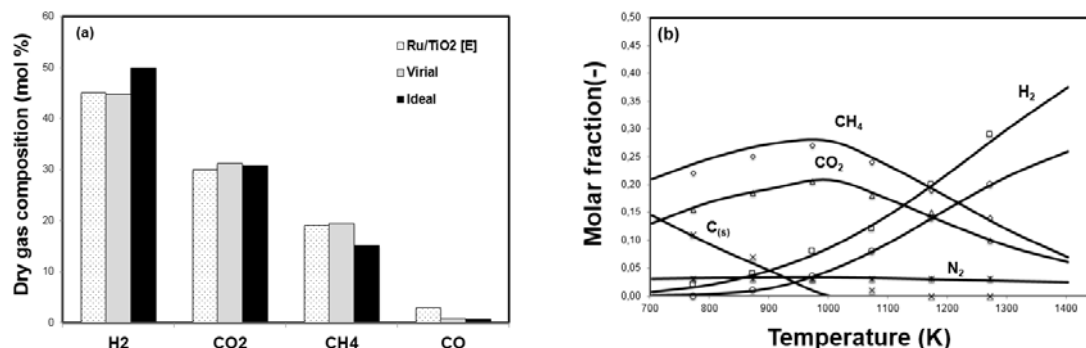 (a)
Dry gas composition (mol %)
60
50
40
30
20
10
0
Ru/TiO2 [E]
Virial
Ideal
H2 CO2 CH4 CO
(b)
Molar fraction(-)
0,50
0,45
0,40
0,35
0,30
0,25
0,20
0,15
0,10
0,05
0,00
H₂
CH₄
CO₂
C₍s₎
N₂
700 800 900 1000 1100 1200 1300 1400
Temperature (K)